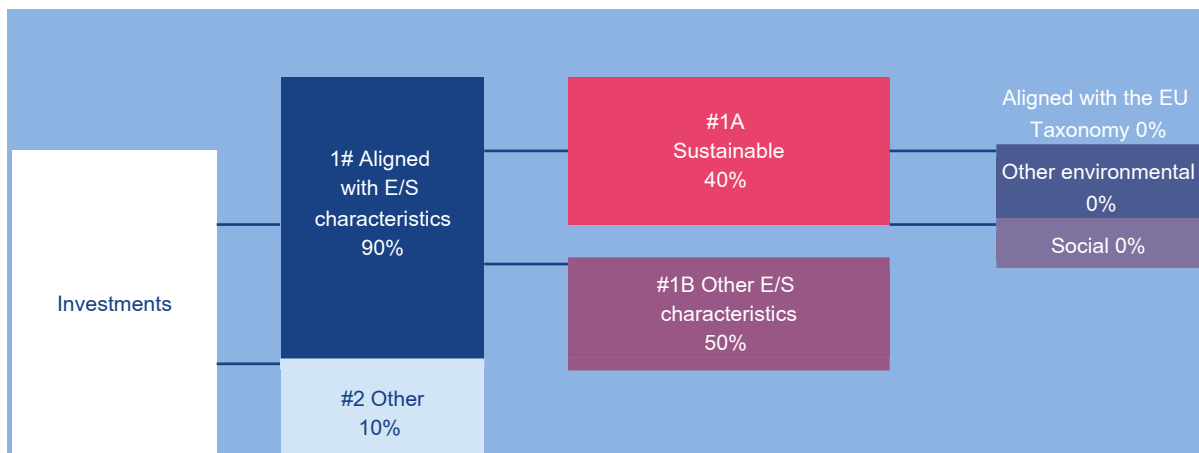 Investments
1# Aligned
with E/S
characteristics
90%
#2 Other
10%
#1A
Sustainable
40%
#1B Other E/S
characteristics
50%
Aligned with the EU
Taxonomy 0%
Other environmental
0%
Social 0%